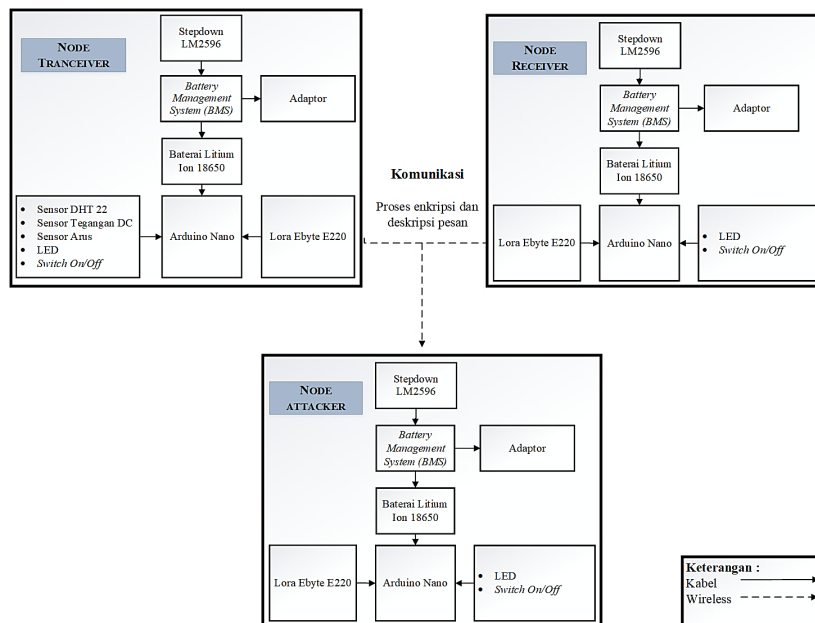 NODE
TRANCEIVER
Stepdown
LM2596
Battery
Management
System (BMS)
Adaptor
Baterai Litium
Ion 18650
• Sensor DHT 22
• Sensor Tegangan DC
• Sensor Arus
• LED
• Switch On/Off
Arduino Nano
Lora Ebyte E220
Komunikasi
Proses enkripsi dan
deskripsi pesan
NODE
RECEIVER
Stepdown
LM2596
Battery
Management
System (BMS)
Adaptor
Baterai Litium
Ion 18650
Lora Ebyte E220
Arduino Nano
• LED
• Switch On/Off
NODE
ATTACKER
Stepdown
LM2596
Battery
Management
System (BMS)
Adaptor
Baterai Litium
Ion 18650
Lora Ebyte E220
Arduino Nano
• LED
• Switch On/Off
Keterangan :
Kabel
Wireless